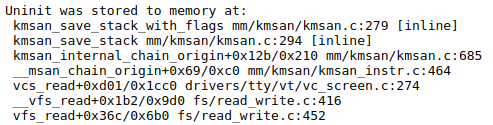 Uninit was stored to memory at:
kmsan_save_stack_with_flags mm/kmsan/kmsan.c:279 [inline]
kmsan_save_stack mm/kmsan/kmsan.c:294 [inline]
kmsan_internal_chain_origin+0x12b/0x210 mm/kmsan/kmsan.c:685
__msan_chain_origin+0x69/0xc0 mm/kmsan/kmsan_instr.c:464
vcs_read+0xd01/0x1cc0 drivers/tty/vt/vc_screen.c:274
__vfs_read+0x1b2/0x9d0 fs/read_write.c:416
vfs_read+0x36c/0x6b0 fs/read_write.c:452